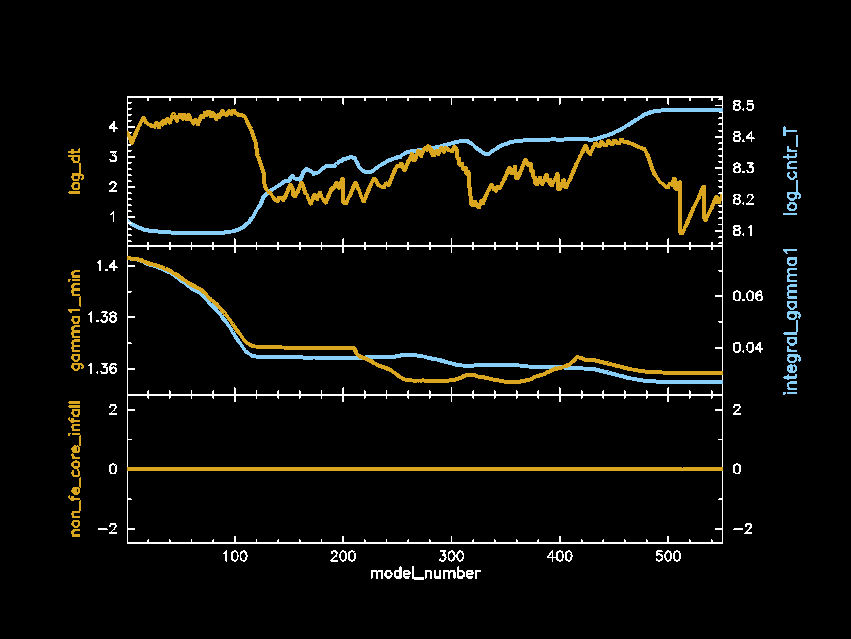 log_dt
4
3
2
1
8.5
8.4
8.3
8.2
8.1
log_cntr_T
gamma1_min
1.4
1.38
1.36
0.06
0.04
integral_gamma1
non_fe_core_infall
2
0
-2
2
0
-2
100 200 300 400 500
model_number